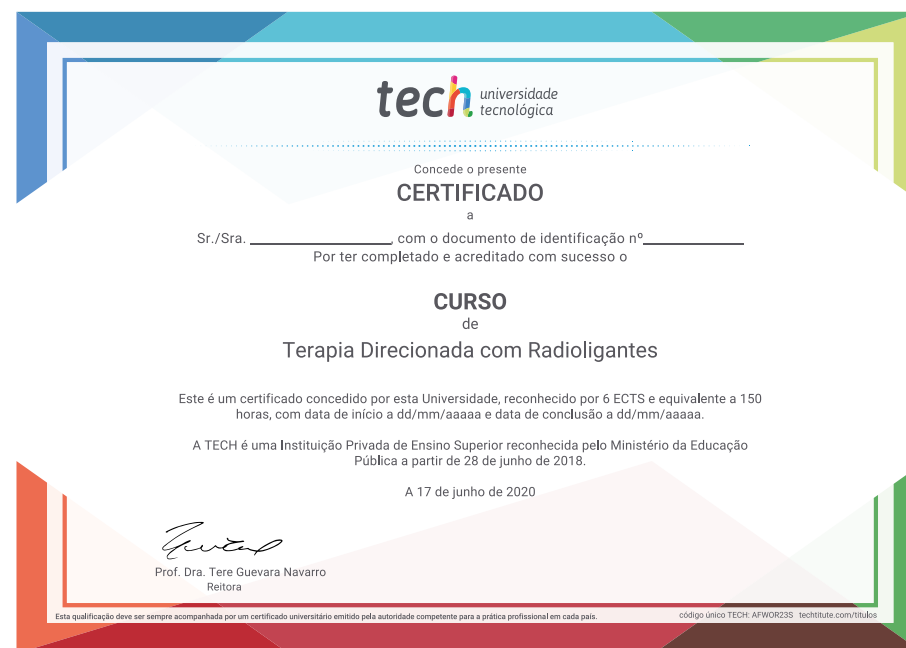 tech universidade
tecnológica
Concede o presente
CERTIFICADO
a
Sr./Sra. ____________________, com o documento de identificação nº______________
Por ter completado e acreditado com sucesso o
CURSO
de
Terapia Direcionada com Radioligantes
Este é um certificado concedido por esta Universidade, reconhecido por 6 ECTS e equivalente a 150
horas, com data de início a dd/mm/aaaaa e data de conclusão a dd/mm/aaaaa.
A TECH é uma Instituição Privada de Ensino Superior reconhecida pelo Ministério da Educação
Pública a partir de 28 de junho de 2018.
A 17 de junho de 2020
Prof. Dra. Tere Guevara Navarro
Reitora
Esta qualificação deve ser sempre acompanhada por um certificado universitário emitido pela autoridade competente para a prática profissional em cada país.
código único TECH: AFWOR23S techtitute.com/títulos